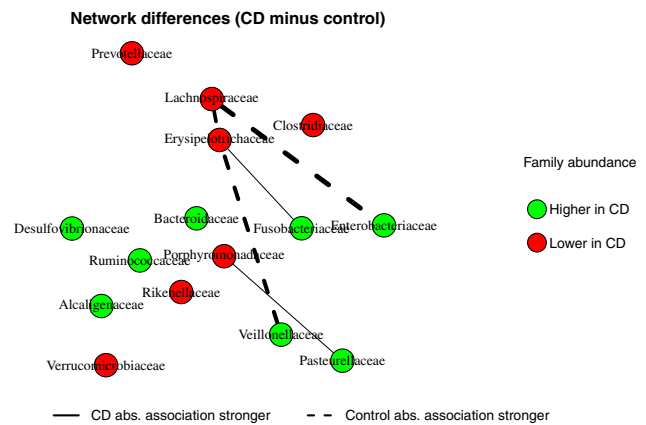 Network differences (CD minus control)
Prevotellaceae
Lachnospiraceae
Clostridiaceae
Erysipelotrichaceae
Family abundance
Higher in CD
Lower in CD
Bacteroidaceae
Desulfovibrionaceae
Fusobacteriaceae
Enterobacteriaceae
Porphyromonadaceae
Ruminococcaceae
Rikenellaceae
Alcaligenaceae
Veillonellaceae
Pasteurellaceae
Verrucomicrobiaceae
CD abs. association stronger
Control abs. association stronger